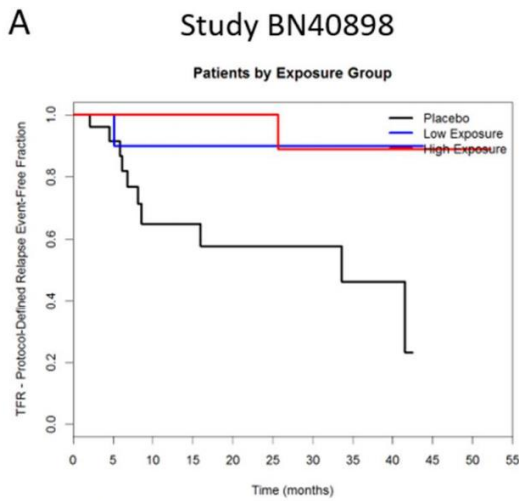 A
Study BN40898
Patients by Exposure Group
Placebo
Low Exposure
High Exposure
TFR - Protocol-Defined Relapse Event-Free Fraction
1.0
0.8
0.6
0.4
0.2
0.0
0 5 10 15 20 25 30 35 40 45 50 55
Time (months)